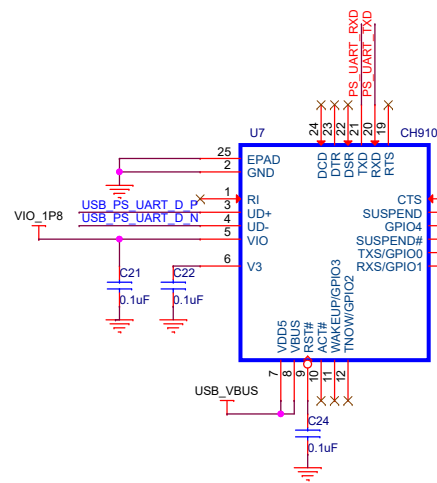 PS_UART_RXD
PS_UART_TXD
24
23
22
21
20
19
U7
CH910
25
EPAD
2
GND
DCD
DTR
DSR
TXD
RXD
RTS
1
RI
CTS
USB_PS_UART_D_P
3
UD+
SUSPEND
USB_PS_UART_D_N
4
UD-
GPIO4
VIO_1P8
5
VIO
SUSPEND#
TXS/GPIO0
6
V3
RXS/GPIO1
C21
0.1uF
C22
0.1uF
VDD5
VBUS
RST#
ACT#
WAKEUP/GPIO3
TNOW/GPIO2
7
8
9
10
11
12
USB_VBUS
C24
0.1uF